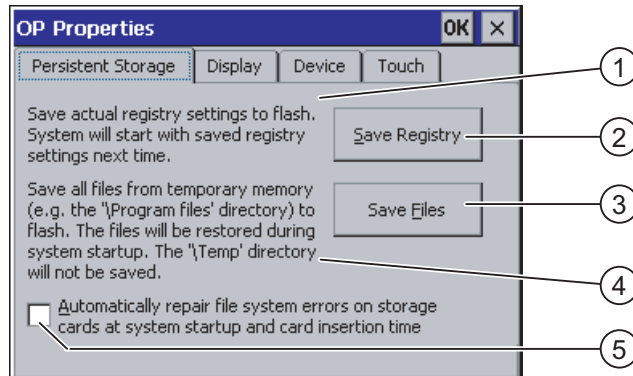 OP Properties OK ×
Persistent Storage Display Device Touch
1
Save actual registry settings to flash.
System will start with saved registry
settings next time.
Save Registry
2
Save all files from temporary memory
(e.g. the '\Program files' directory) to
flash. The files will be restored during
system startup. The '\Temp' directory
will not be saved.
Save Files
3
4
Automatically repair file system errors on storage
cards at system startup and card insertion time
5